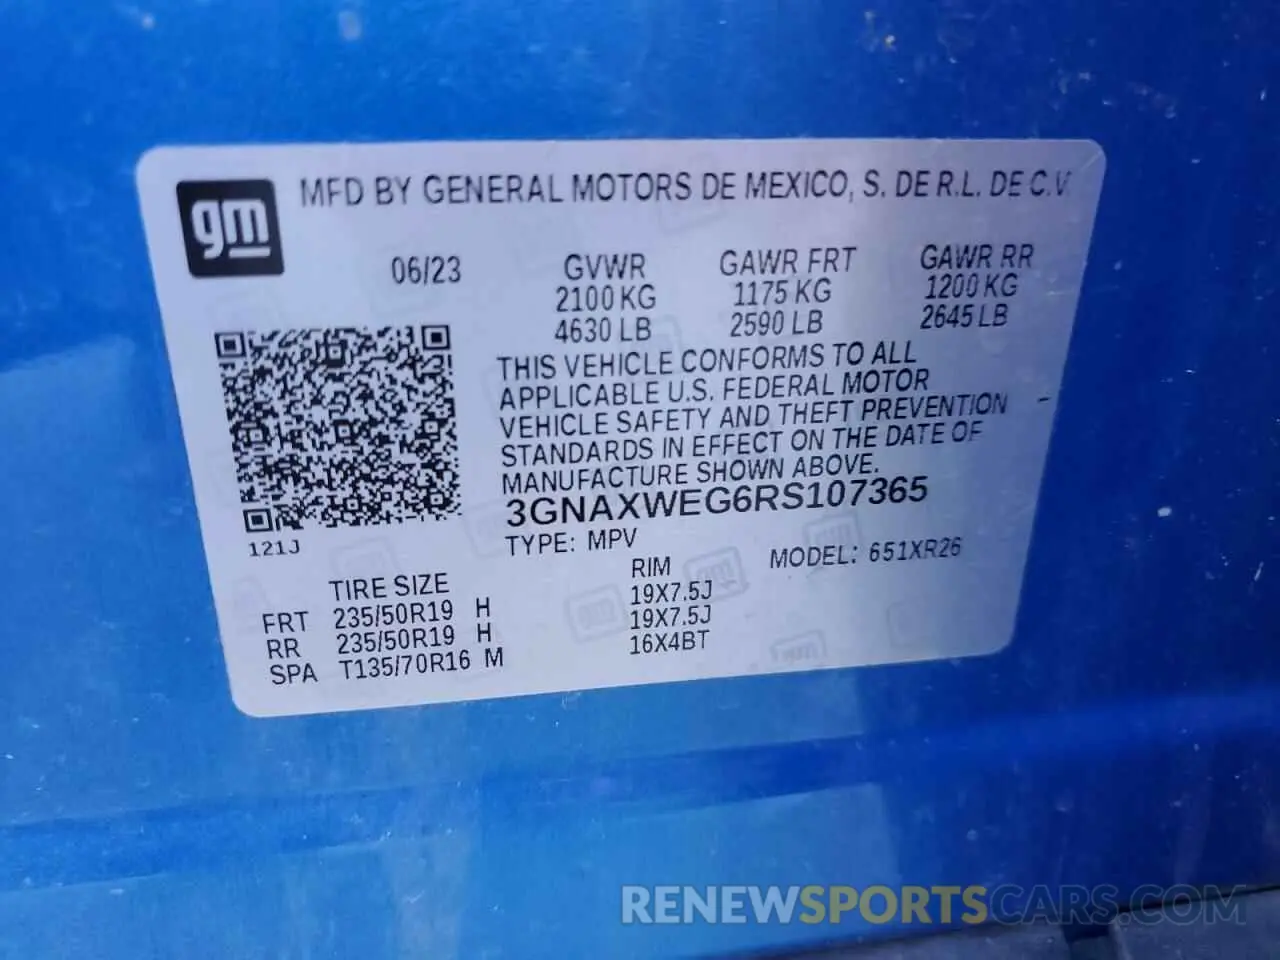 gm
MFD BY GENERAL MOTORS DE MEXICO, S. DE R.L. DE C.V
06/23
GVWR GAWR FRT GAWR RR
2100 KG 1175 KG 1200 KG
4630 LB 2590 LB 2645 LB
THIS VEHICLE CONFORMS TO ALL
APPLICABLE U.S. FEDERAL MOTOR
VEHICLE SAFETY AND THEFT PREVENTION
STANDARDS IN EFFECT ON THE DATE OF
MANUFACTURE SHOWN ABOVE.
3GNAXWEG6RS107365
121J
TYPE: MPV MODEL: 651XR26
TIRE SIZE RIM
FRT 235/50R19 H 19X7.5J
RR 235/50R19 H 19X7.5J
SPA T135/70R16 M 16X4BT
RENEWSPORTSCARS.COM